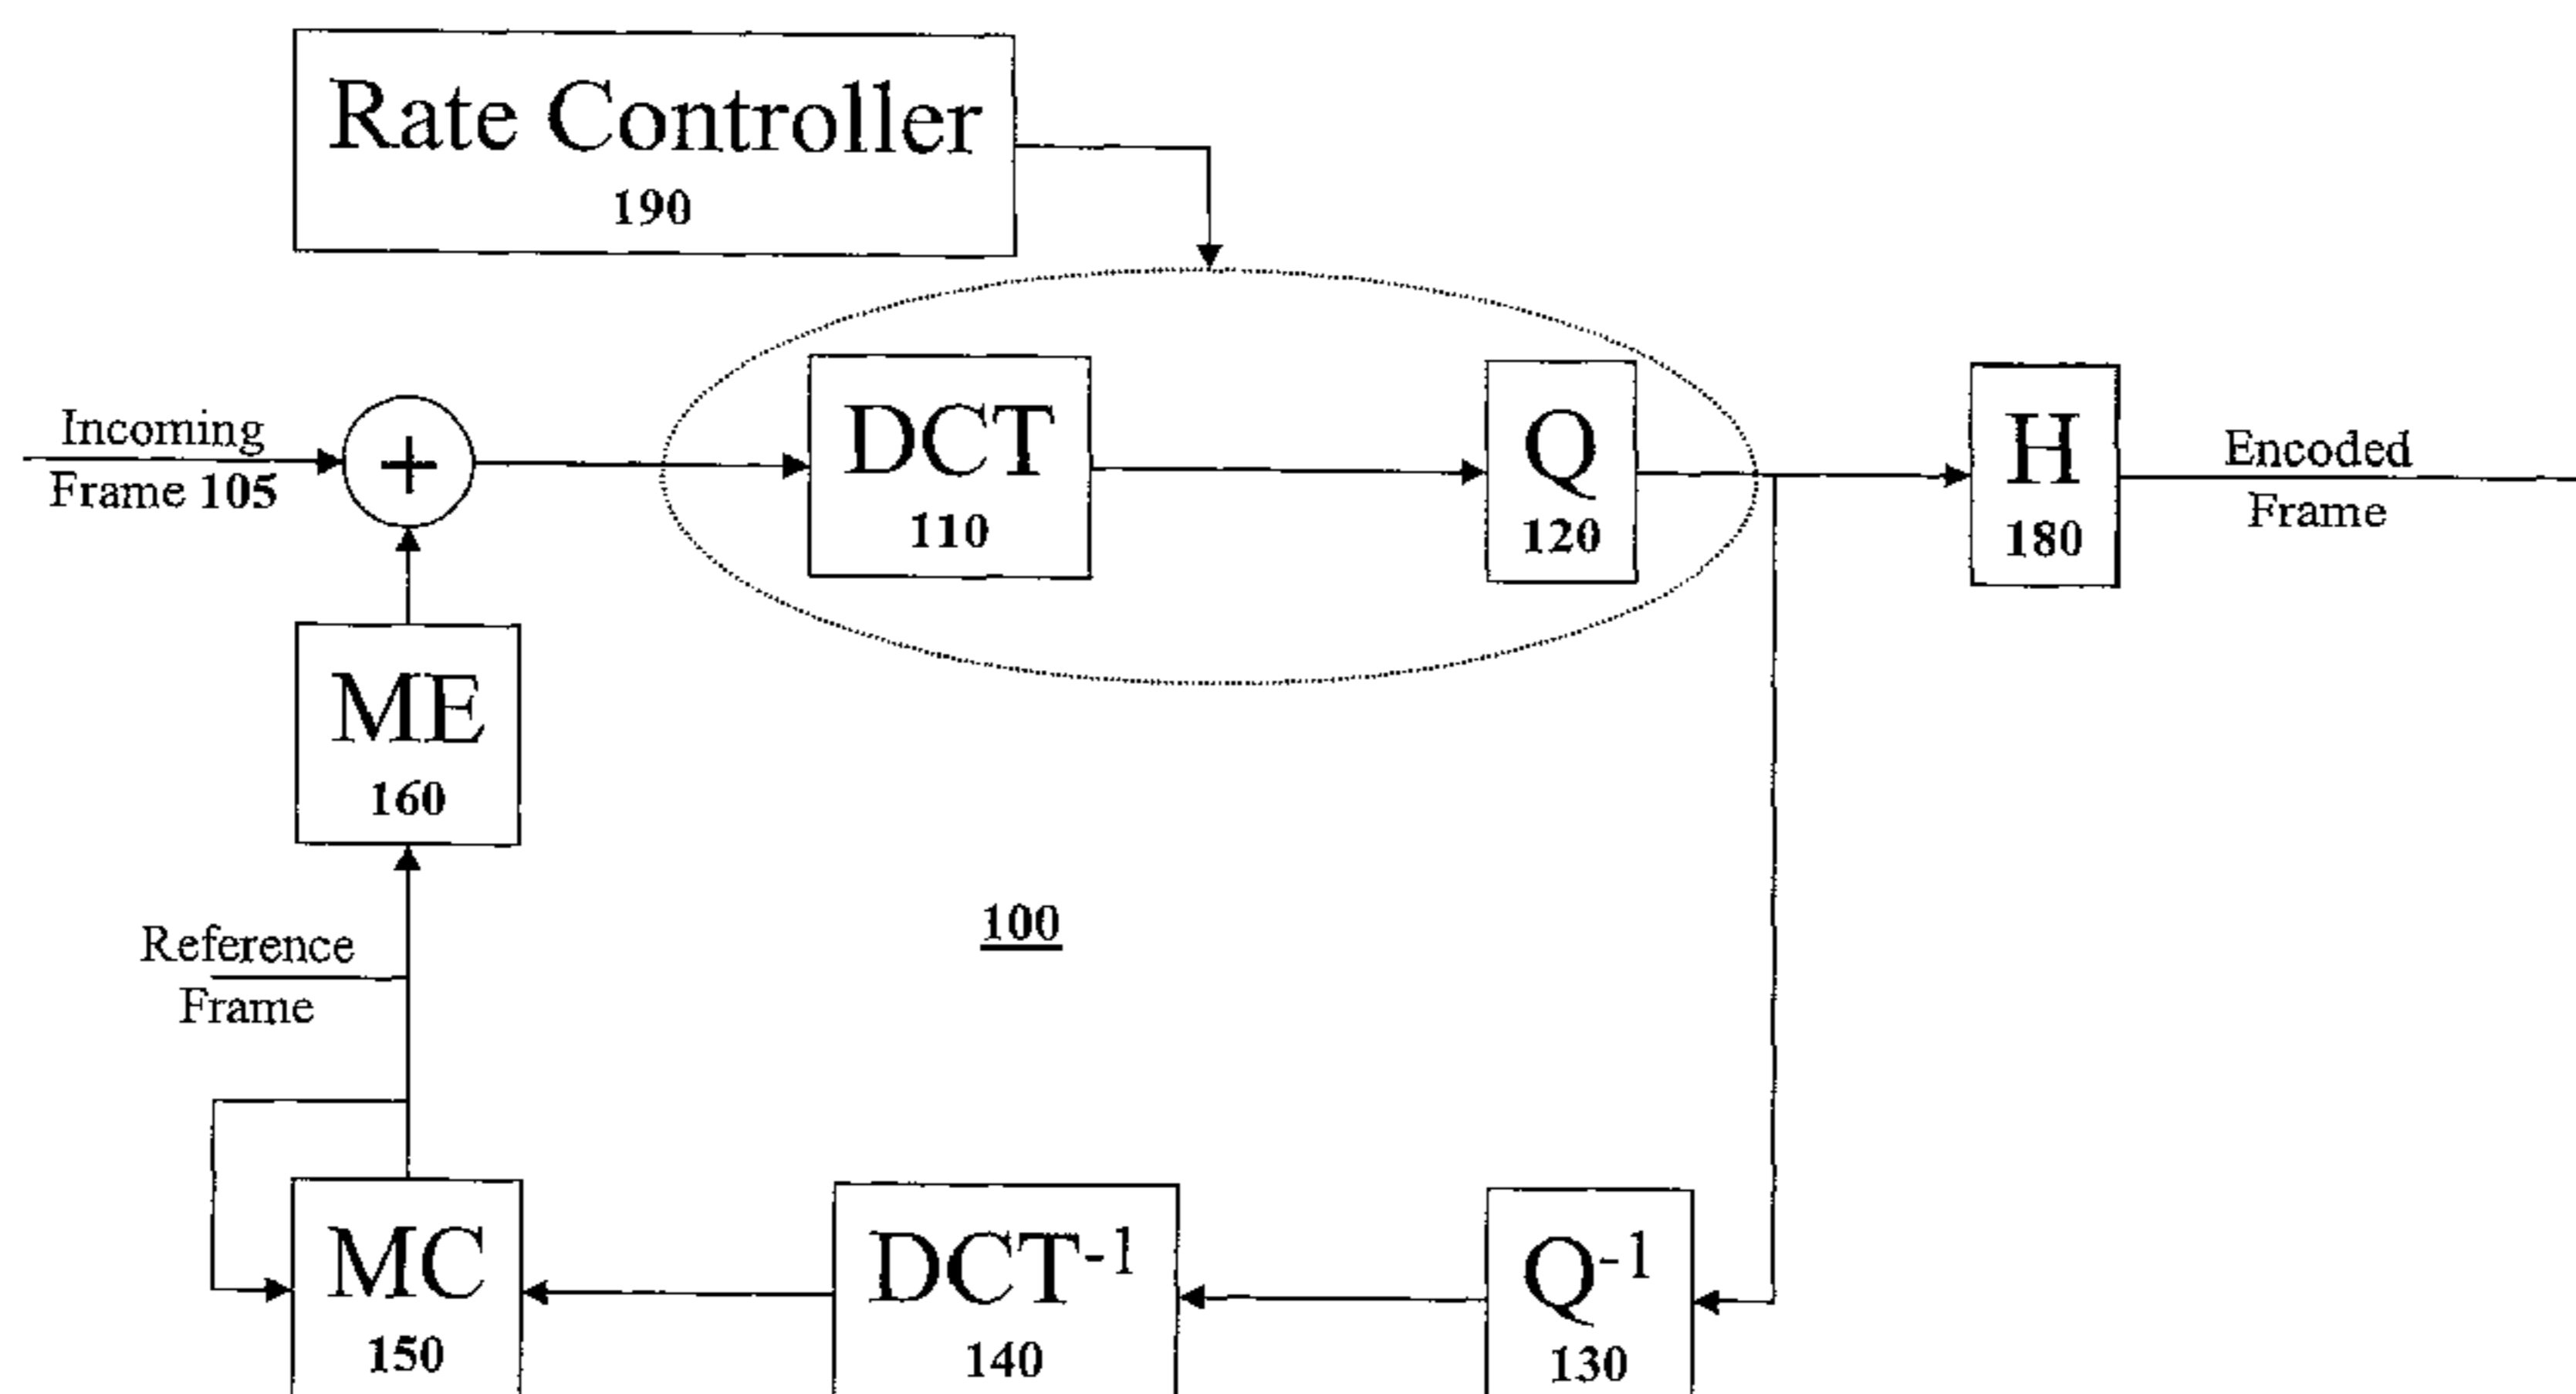 Rate Controller
190
Incoming
Frame 105
+
DCT
110
Q
120
H
180
Encoded
Frame
ME
160
Reference
Frame
100
MC
150
DCT-1
140
Q-1
130